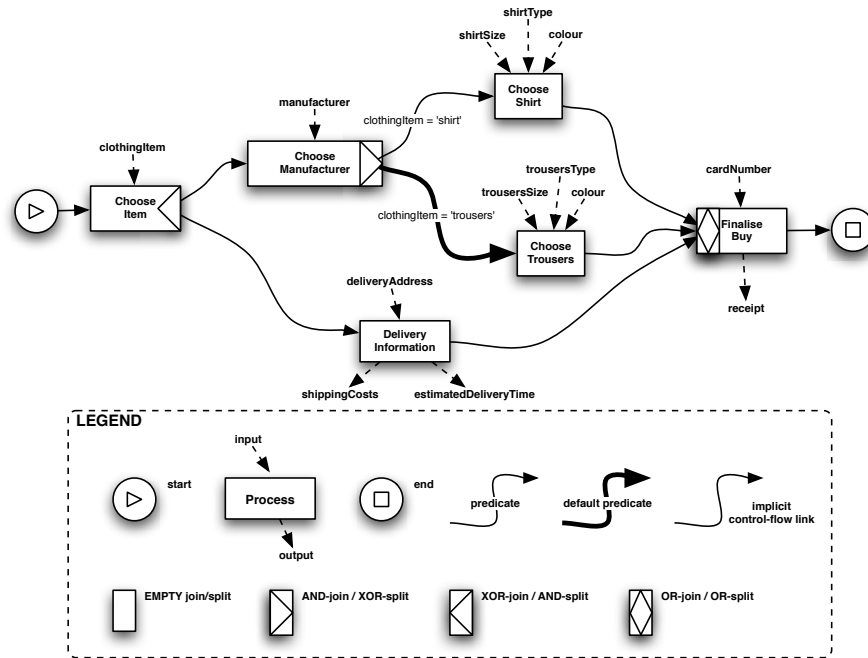 shirtType
shirtSize
colour
Choose
Shirt
manufacturer
clothingItem = 'shirt'
clothingItem
Choose
Manufacturer
trousersType
cardNumber
Choose
Item
trousersSize
colour
clothingItem = 'trousers'
Finalise
Buy
Choose
Trousers
deliveryAddress
receipt
Delivery
Information
shippingCosts
estimatedDeliveryTime
LEGEND
input
start
Process
end
predicate
default predicate
implicit
control-flow link
output
EMPTY join/split
AND-join / XOR-split
XOR-join / AND-split
OR-join / OR-split